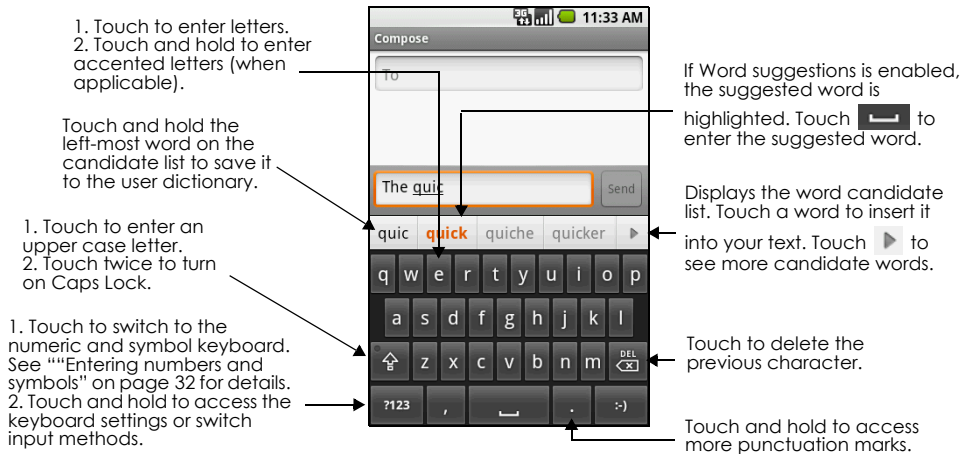 1. Touch to enter letters.
2. Touch and hold to enter
accented letters (when
applicable).
Touch and hold the
left-most word on the
candidate list to save it
to the user dictionary.
1. Touch to enter an
upper case letter.
2. Touch twice to turn
on Caps Lock.
1. Touch to switch to the
numeric and symbol keyboard.
See ““Entering numbers and
symbols” on page 32 for details.
2. Touch and hold to access the
keyboard settings or switch
input methods.
3G 11:33 AM
Compose
To
The quic Send
quic quick quiche quicker
q w e r t y u i o p
a s d f g h j k l
z x c v b n m DEL
?123 , . :-)
If Word suggestions is enabled,
the suggested word is
highlighted. Touch to
enter the suggested word.
Displays the word candidate
list. Touch a word to insert it
into your text. Touch to
see more candidate words.
Touch to delete the
previous character.
Touch and hold to access
more punctuation marks.